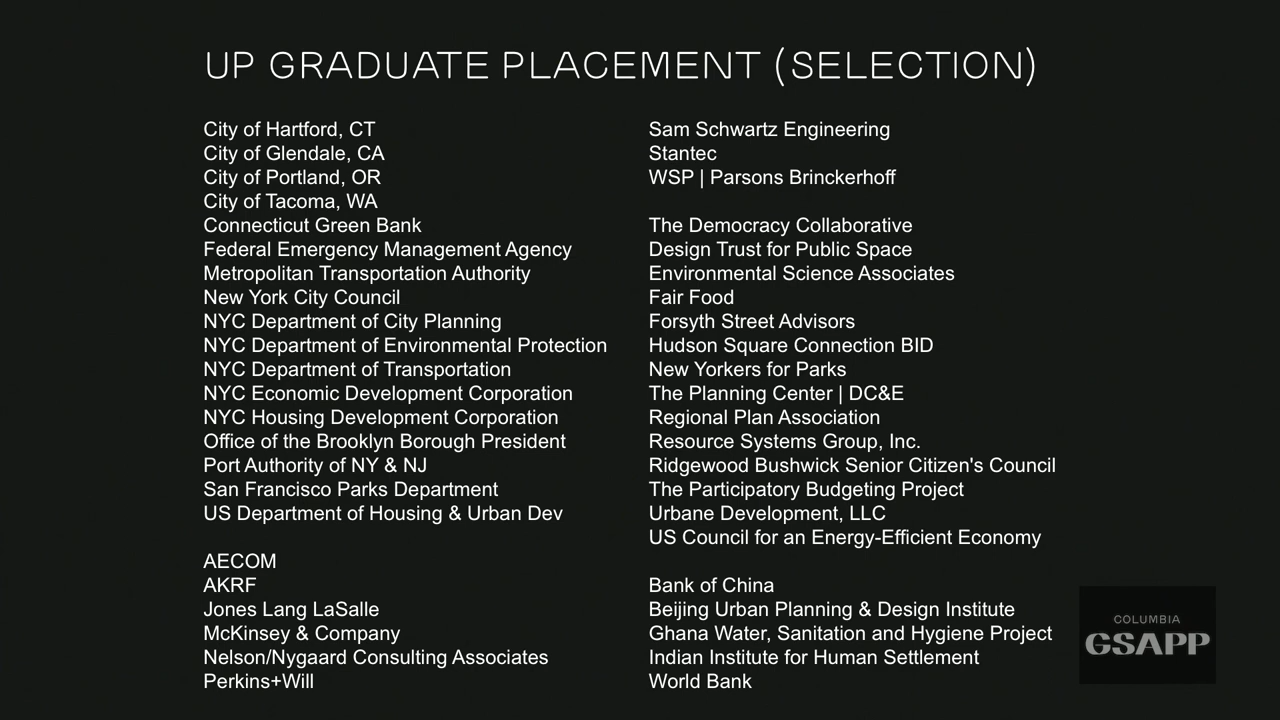 UP GRADUATE PLACEMENT (SELECTION)
City of Hartford, CT
City of Glendale, CA
City of Portland, OR
City of Tacoma, WA
Connecticut Green Bank
Federal Emergency Management Agency
Metropolitan Transportation Authority
New York City Council
NYC Department of City Planning
NYC Department of Environmental Protection
NYC Department of Transportation
NYC Economic Development Corporation
NYC Housing Development Corporation
Office of the Brooklyn Borough President
Port Authority of NY & NJ
San Francisco Parks Department
US Department of Housing & Urban Dev
AECOM
AKRF
Jones Lang LaSalle
McKinsey & Company
Nelson/Nygaard Consulting Associates
Perkins+Will
Sam Schwartz Engineering
Stantec
WSP | Parsons Brinckerhoff
The Democracy Collaborative
Design Trust for Public Space
Environmental Science Associates
Fair Food
Forsyth Street Advisors
Hudson Square Connection BID
New Yorkers for Parks
The Planning Center | DC&E
Regional Plan Association
Resource Systems Group, Inc.
Ridgewood Bushwick Senior Citizen's Council
The Participatory Budgeting Project
Urbane Development, LLC
US Council for an Energy-Efficient Economy
Bank of China
Beijing Urban Planning & Design Institute
Ghana Water, Sanitation and Hygiene Project
Indian Institute for Human Settlement
World Bank
COLUMBIA
GSAPP